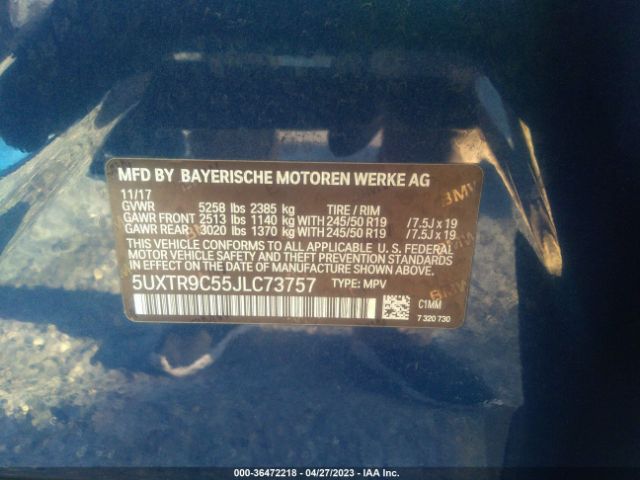 MFD BY BAYERISCHE MOTOREN WERKE AG
11/17
GVWR 5258 lbs 2385 kg TIRE / RIM
GAWR FRONT 2513 lbs 1140 kg WITH 245/50 R19 /7.5J x 19
GAWR REAR 3020 lbs 1370 kg WITH 245/50 R19 /7.5J x 19
THIS VEHICLE CONFORMS TO ALL APPLICABLE U. S. FEDERAL
MOTOR VEHICLE SAFETY, BUMPER, AND THEFT PREVENTION
STANDARDS IN EFFECT ON THE DATE OF MANUFACTURE
SHOWN ABOVE.
5UXTR9C55JLC73757 TYPE: MPV
C1MM
7 320 730
BMW
BMW
000-36472218 - 04/27/2023 - IAA Inc.